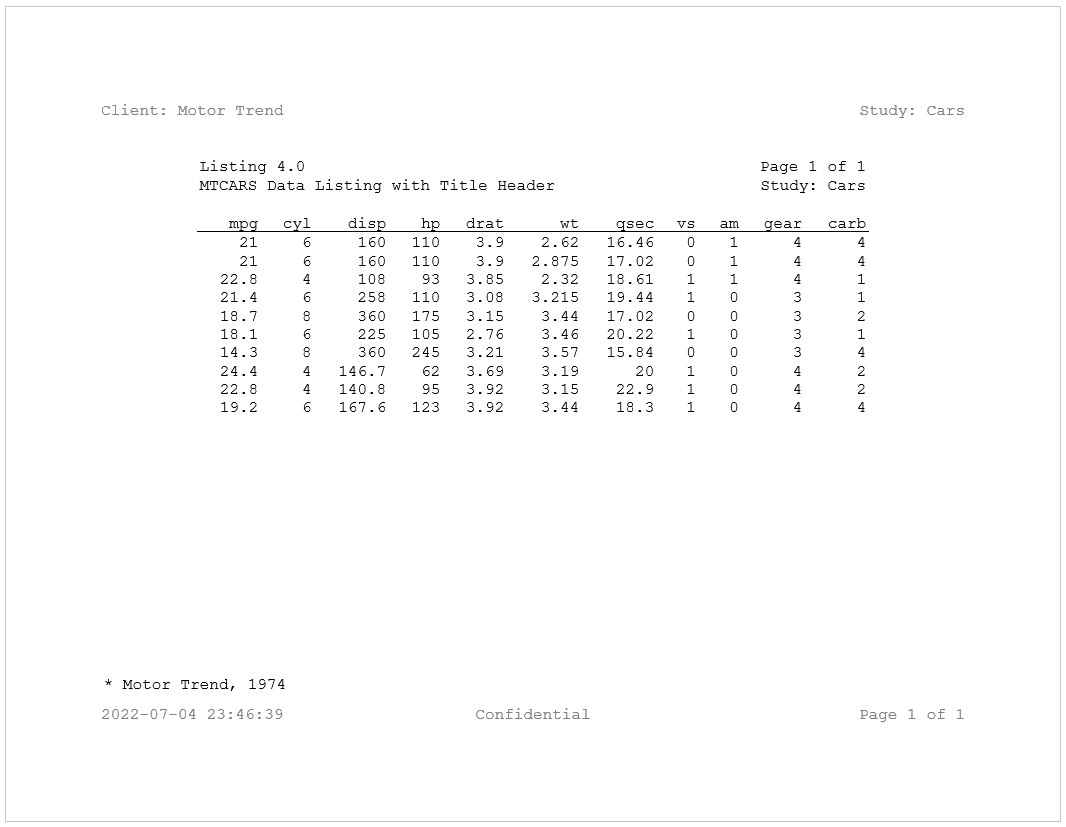 Client: Motor Trend Study: Cars
Listing 4.0 Page 1 of 1
MTCARS Data Listing with Title Header Study: Cars
mpg cyl disp hp drat wt qsec vs am gear carb
21 6 160 110 3.9 2.62 16.46 0 1 4 4
21 6 160 110 3.9 2.875 17.02 0 1 4 4
22.8 4 108 93 3.85 2.32 18.61 1 1 4 1
21.4 6 258 110 3.08 3.215 19.44 1 0 3 1
18.7 8 360 175 3.15 3.44 17.02 0 0 3 2
18.1 6 225 105 2.76 3.46 20.22 1 0 3 1
14.3 8 360 245 3.21 3.57 15.84 0 0 3 4
24.4 4 146.7 62 3.69 3.19 20 1 0 4 2
22.8 4 140.8 95 3.92 3.15 22.9 1 0 4 2
19.2 6 167.6 123 3.92 3.44 18.3 1 0 4 4
* Motor Trend, 1974
2022-07-04 23:46:39 Confidential Page 1 of 1